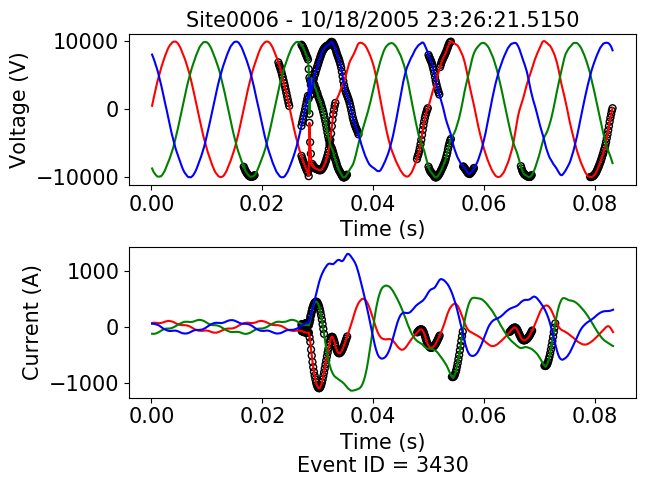 Site0006 - 10/18/2005 23:26:21.5150
Voltage (V)
10000
0
−10000
0.00 0.02 0.04 0.06 0.08
Time (s)
Current (A)
1000
0
−1000
0.00 0.02 0.04 0.06 0.08
Time (s)
Event ID = 3430